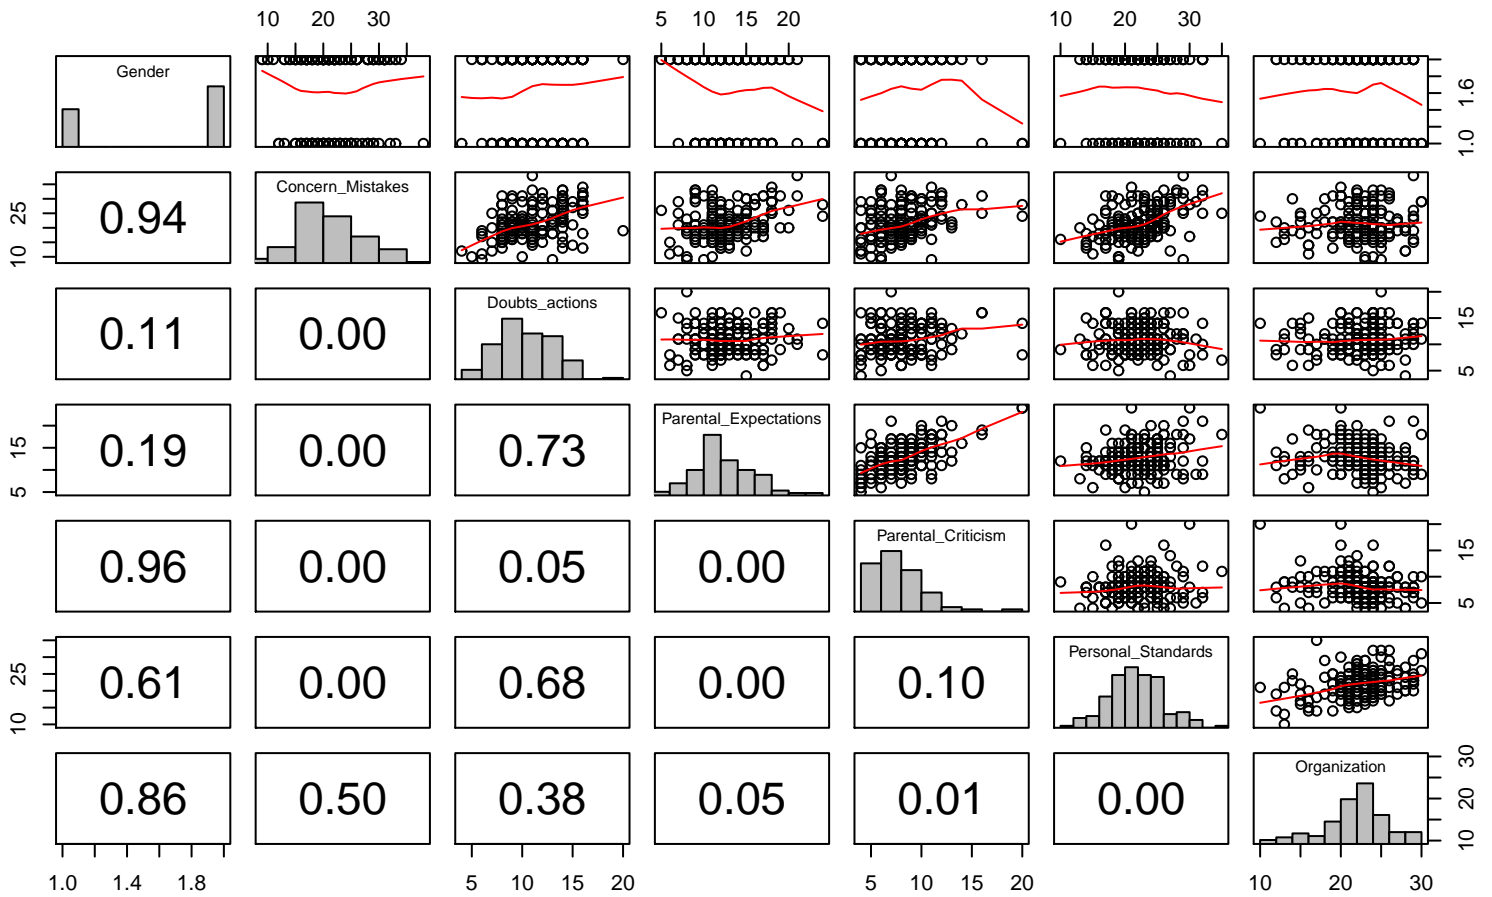 10 20 30 5 10 15 20 10 20 30
Gender
1.0 1.6
10 25
0.94 Concern_Mistakes
0.11 0.00 Doubts_actions
5 15
5 15
0.19 0.00 0.73 Parental_Expectations
0.96 0.00 0.05 0.00 Parental_Criticism
5 15
10 25
0.61 0.00 0.68 0.00 0.10 Personal_Standards
0.86 0.50 0.38 0.05 0.01 0.00 Organization
10 20 30
1.0 1.4 1.8 5 10 15 20 5 10 15 20 10 20 30